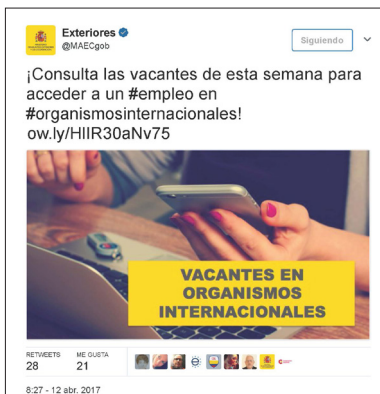 Exteriores
@MAECgob
Siguiendo
¡Consulta las vacantes de esta semana para
acceder a un #empleo en
#organismosinternacionales!
ow.ly/HlIR30aNv75
VACANTES EN
ORGANISMOS
INTERNACIONALES
RETWEETS
28
ME GUSTA
21
8:27 - 12 abr. 2017